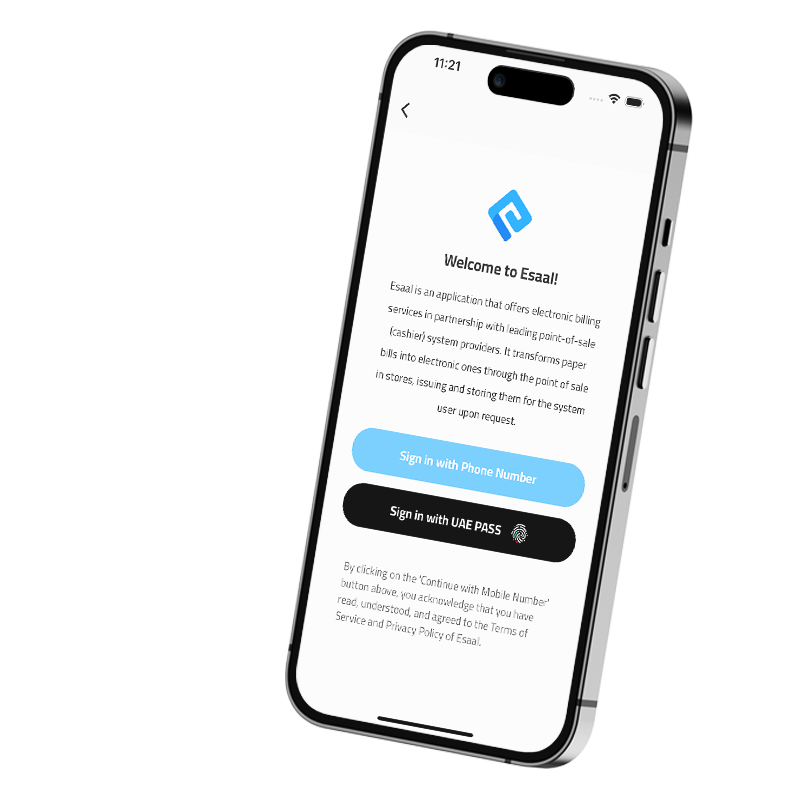 11:21
Welcome to Esaal!
Esaal is an application that offers electronic billing
services in partnership with leading point-of-sale
(cashier) system providers. It transforms paper
bills into electronic ones through the point of sale
in stores, issuing and storing them for the system
user upon request.
Sign in with Phone Number
Sign in with UAE PASS
By clicking on the 'Continue with Mobile Number'
button above, you acknowledge that you have
read, understood, and agreed to the Terms of
Service and Privacy Policy of Esaal.